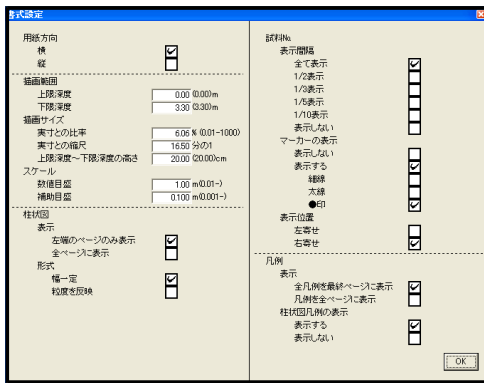 書式設定
用紙方向
横
縦
描画範囲
上限深度 0.00 (0.00)m
下限深度 3.30 (3.30)m
描画サイズ
実寸との比率 6.06 % (0.01-1000)
実寸との縮尺 16.50 分の1
上限深度～下限深度の高さ 20.00 (20.00)cm
スケール
数値目盛 1.00 m(0.01-)
補助目盛 0.100 m(0.001-)
柱状図
表示
左端のページのみ表示
全ページに表示
形式
幅一定
粒度を反映
試料No.
表示間隔
全て表示
1/2表示
1/3表示
1/5表示
1/10表示
表示しない
マーカーの表示
表示しない
表示する
細線
太線
●印
表示位置
左寄せ
右寄せ
凡例
表示
全凡例を最終ページに表示
凡例を全ページに表示
柱状図凡例の表示
表示する
表示しない
OK